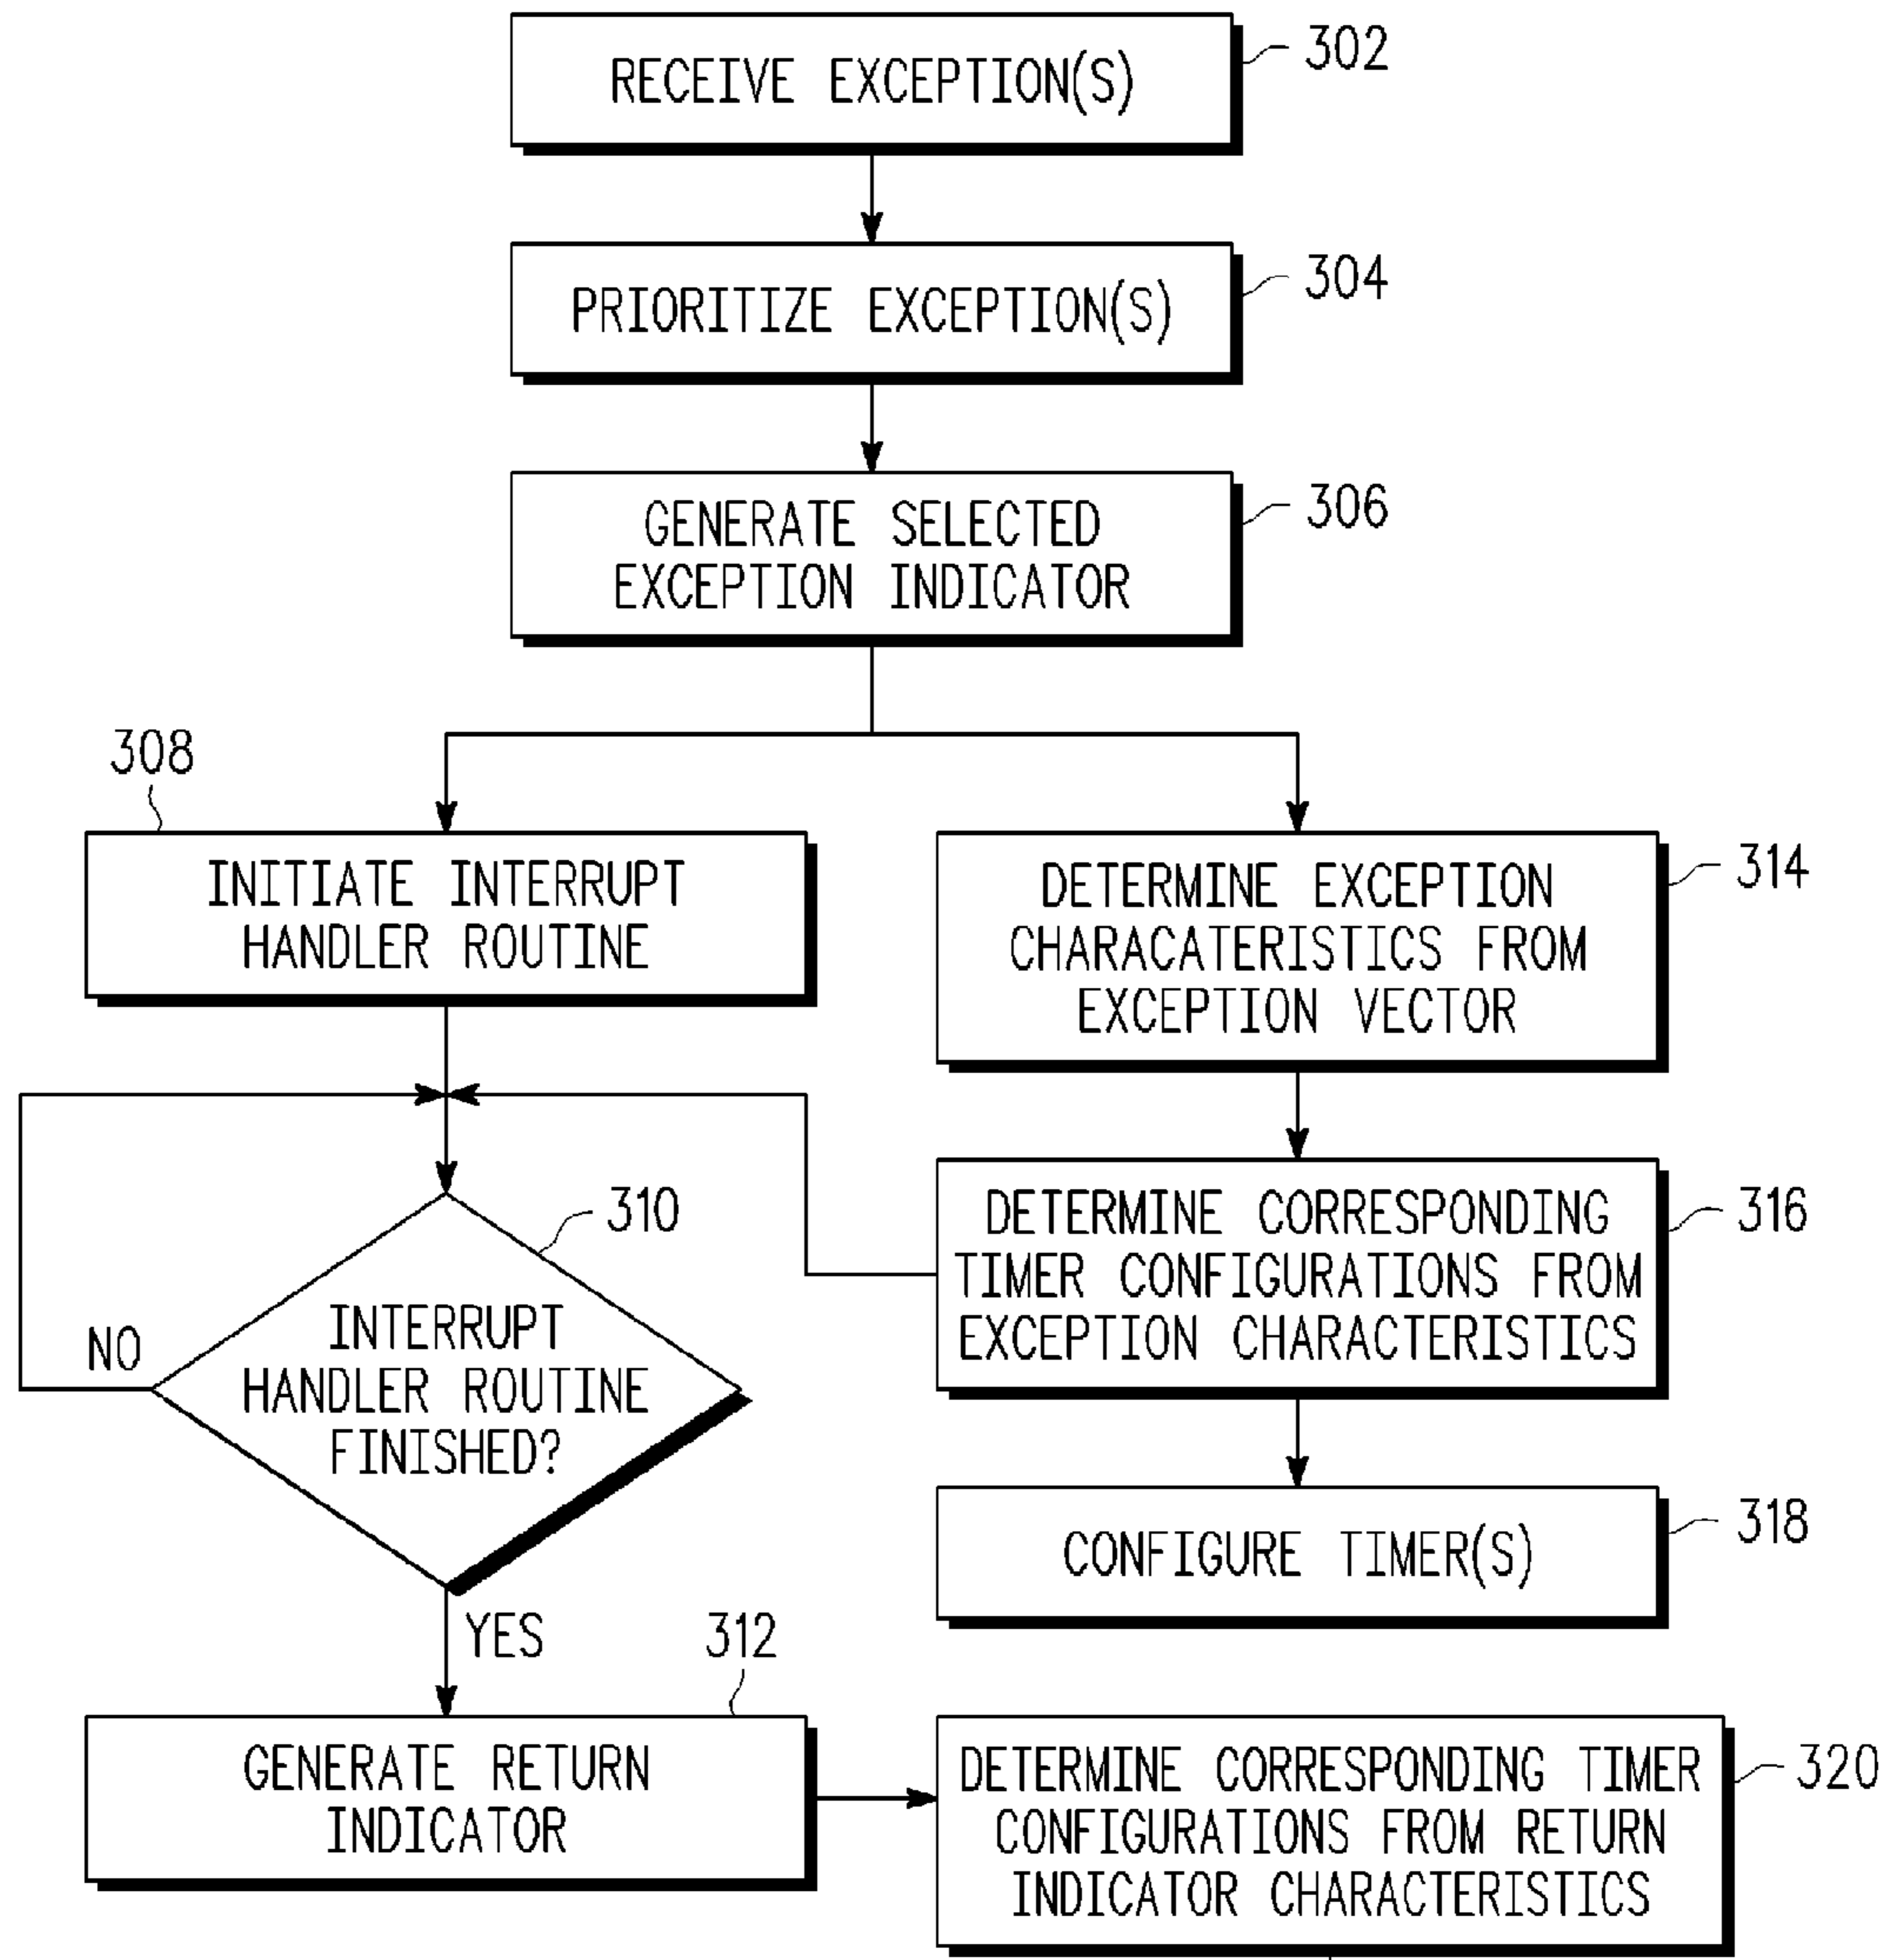 RECEIVE EXCEPTION(S)
302
PRIORITIZE EXCEPTION(S)
304
GENERATE SELECTED
EXCEPTION INDICATOR
306
308
INITIATE INTERRUPT
HANDLER ROUTINE
DETERMINE EXCEPTION
CHARACATERISTICS FROM
EXCEPTION VECTOR
314
310
INTERRUPT
HANDLER ROUTINE
FINISHED?
NO
YES
DETERMINE CORRESPONDING
TIMER CONFIGURATIONS FROM
EXCEPTION CHARACTERISTICS
316
CONFIGURE TIMER(S)
318
312
GENERATE RETURN
INDICATOR
DETERMINE CORRESPONDING TIMER
CONFIGURATIONS FROM RETURN
INDICATOR CHARACTERISTICS
320